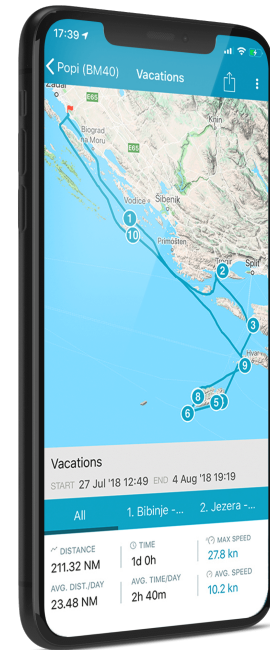 17:39
Popi (BM40)
Vacations
Zadar
E65
Biograd
na Moru
Knin
E65
Vodice
Šibenik
1
10
Primošten
2
Split
3
Hvar
9
8
5
6
Vacations
START 27 Jul '18 12:49 END 4 Aug '18 19:19
All
1. Bibinje -...
2. Jezera -...
DISTANCE
TIME
MAX SPEED
211.32 NM
1d 0h
27.8 kn
AVG. DIST./DAY
AVG. TIME/DAY
AVG. SPEED
23.48 NM
2h 40m
10.2 kn